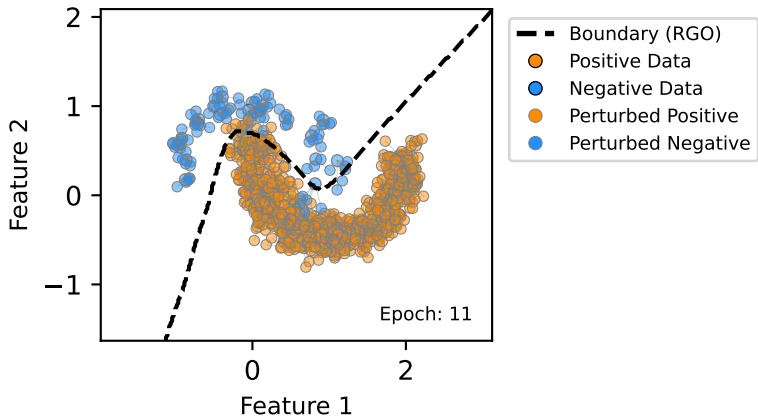 2
1
0
−1
Feature 2
0 2
Feature 1
Epoch: 11
Boundary (RGO)
Positive Data
Negative Data
Perturbed Positive
Perturbed Negative